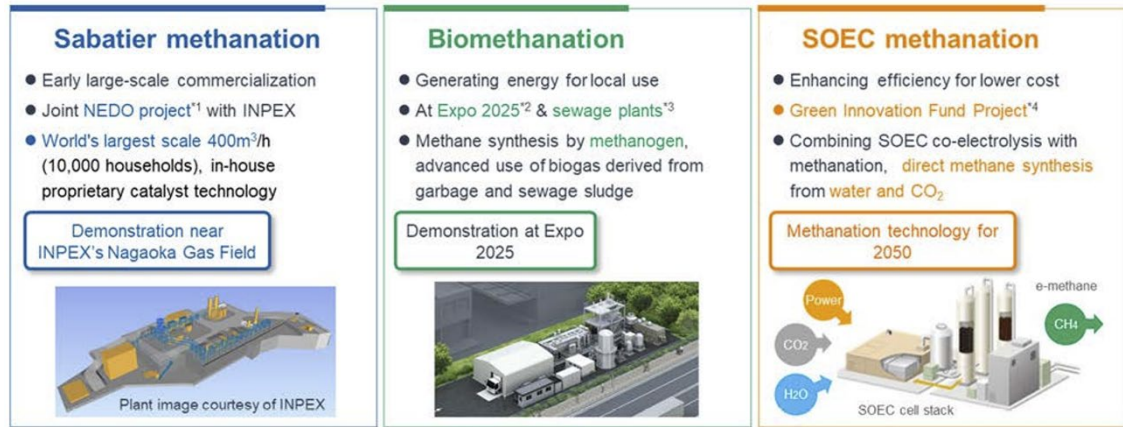 Sabatier methanation
● Early large-scale commercialization
● Joint NEDO project*1 with INPEX
● World's largest scale 400m3/h
(10,000 households), in-house
proprietary catalyst technology
Demonstration near
INPEX's Nagaoka Gas Field
Plant image courtesy of INPEX
Biomethanation
● Generating energy for local use
● At Expo 2025*2 & sewage plants*3
● Methane synthesis by methanogen,
advanced use of biogas derived from
garbage and sewage sludge
Demonstration at Expo
2025
SOEC methanation
● Enhancing efficiency for lower cost
● Green Innovation Fund Project*4
● Combining SOEC co-electrolysis with
methanation, direct methane synthesis
from water and CO2
Methanation technology for
2050
Power
CO2
H2O
e-methane
CH4
SOEC cell stack